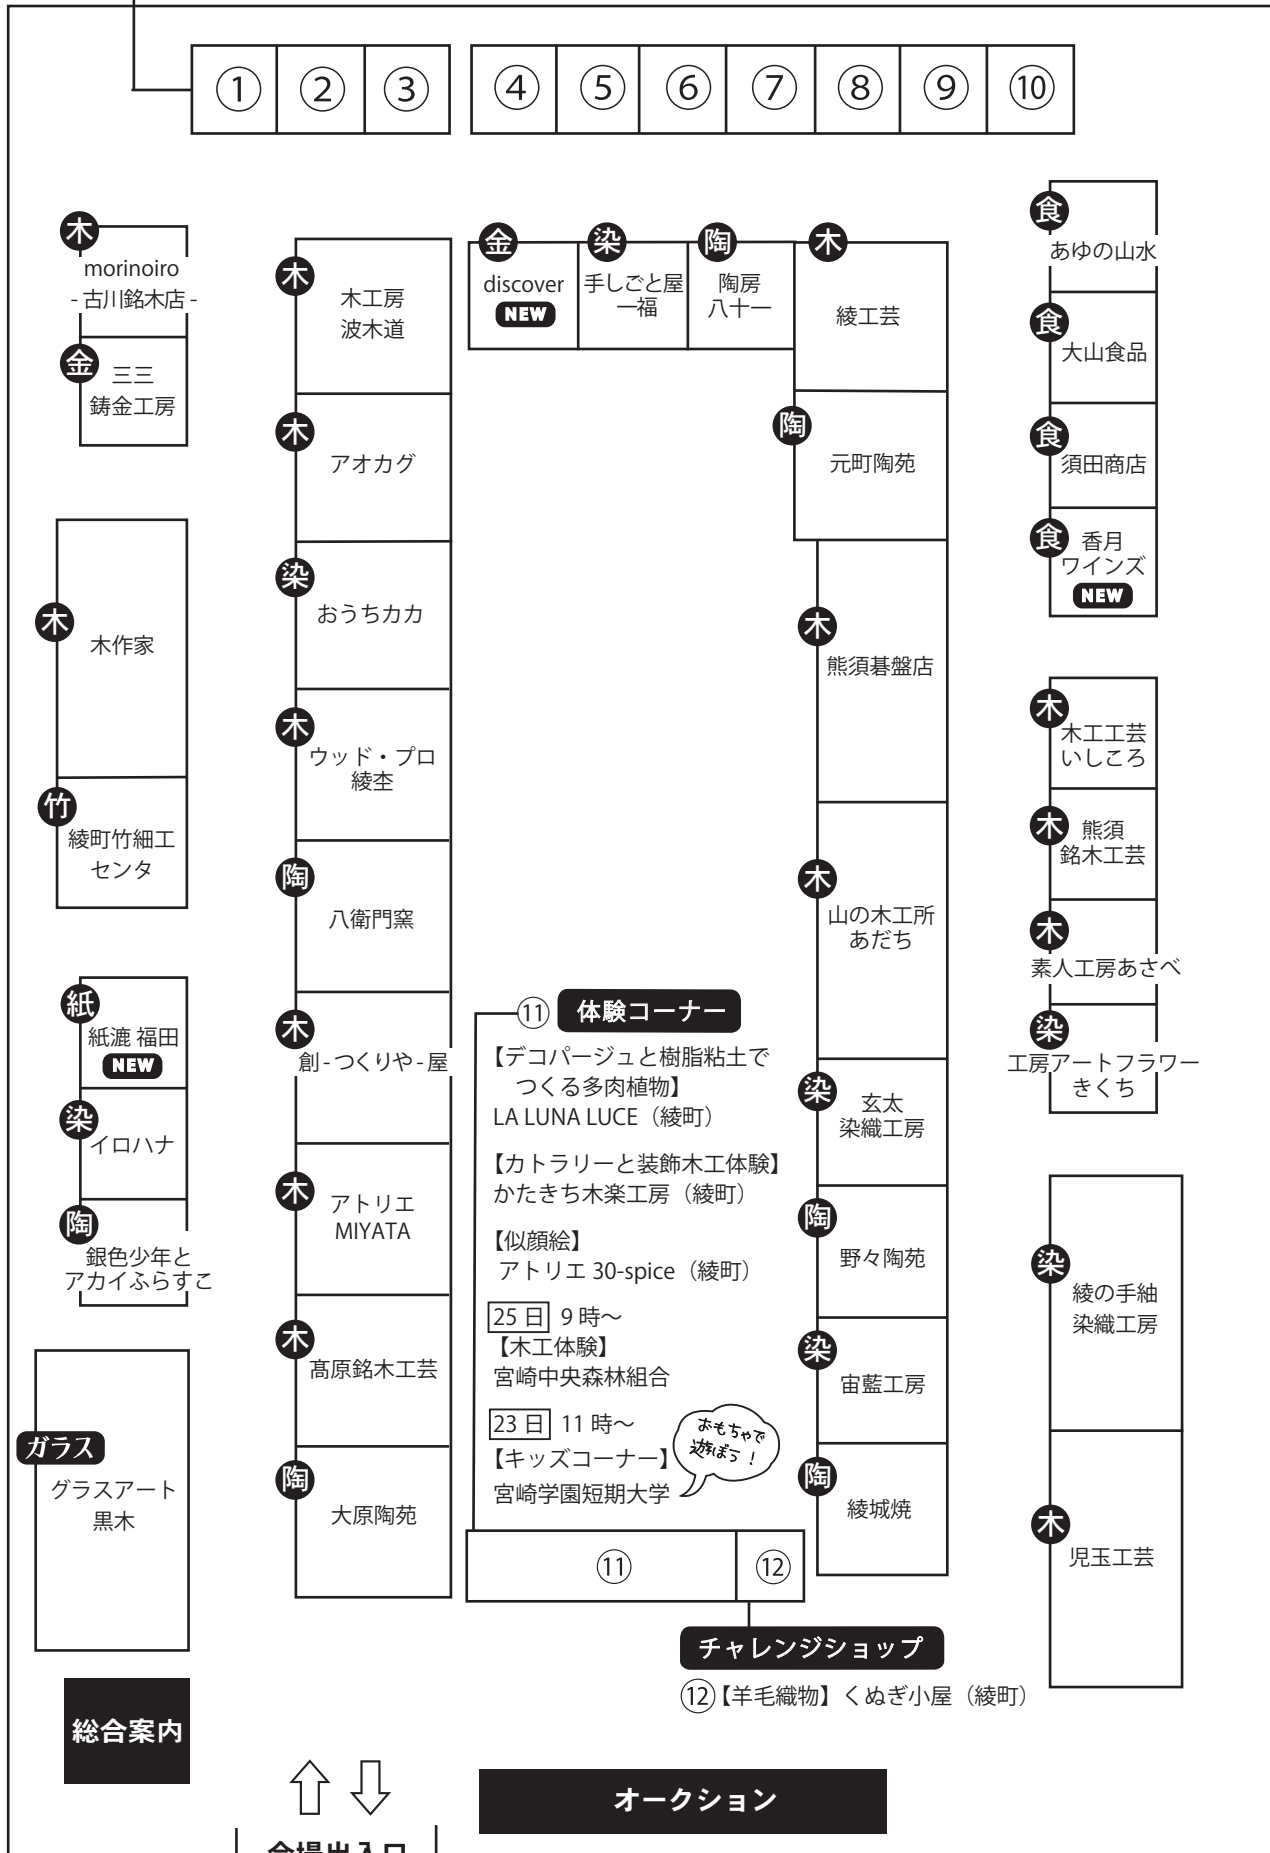 ①
②
③
④
⑤
⑥
⑦
⑧
⑨
⑩
木
morinoiro
- 古川銘木店 -
金
三三
鋳金工房
木
木作家
竹
綾町竹細工
センタ
紙
紙漉 福田
NEW
染
イロハナ
陶
銀色少年と
アカイふらすこ
ガラス
グラスアート
黒木
総合案内
木
木工房
波木道
木
アオカグ
染
おうちカカ
木
ウッド・プロ
綾杢
陶
八衛門窯
木
創-つくりや-屋
木
アトリエ
MIYATA
木
髙原銘木工芸
陶
大原陶苑
金
discover
NEW
染
手しごと屋
一福
陶
陶房
八十一
木
綾工芸
陶
元町陶苑
木
熊須碁盤店
木
山の木工所
あだち
染
玄太
染織工房
陶
野々陶苑
染
宙藍工房
陶
綾城焼
⑪ 体験コーナー
【デコパージュと樹脂粘土で
つくる多肉植物】
LA LUNA LUCE（綾町）
【カトラリーと装飾木工体験】
かたきち木楽工房（綾町）
【似顔絵】
アトリエ 30-spice（綾町）
25 日 9 時～
【木工体験】
宮崎中央森林組合
23 日 11 時～
【キッズコーナー】
宮崎学園短期大学
おもちゃで
遊ぼう！
⑪
⑫
チャレンジショップ
⑫【羊毛織物】くぬぎ小屋（綾町）
食
あゆの山水
食
大山食品
食
須田商店
食
香月
ワインズ
NEW
木
木工工芸
いしころ
木
熊須
銘木工芸
木
素人工房あさべ
染
工房アートフラワー
きくち
染
綾の手紬
染織工房
木
児玉工芸
オークション
会場出入口